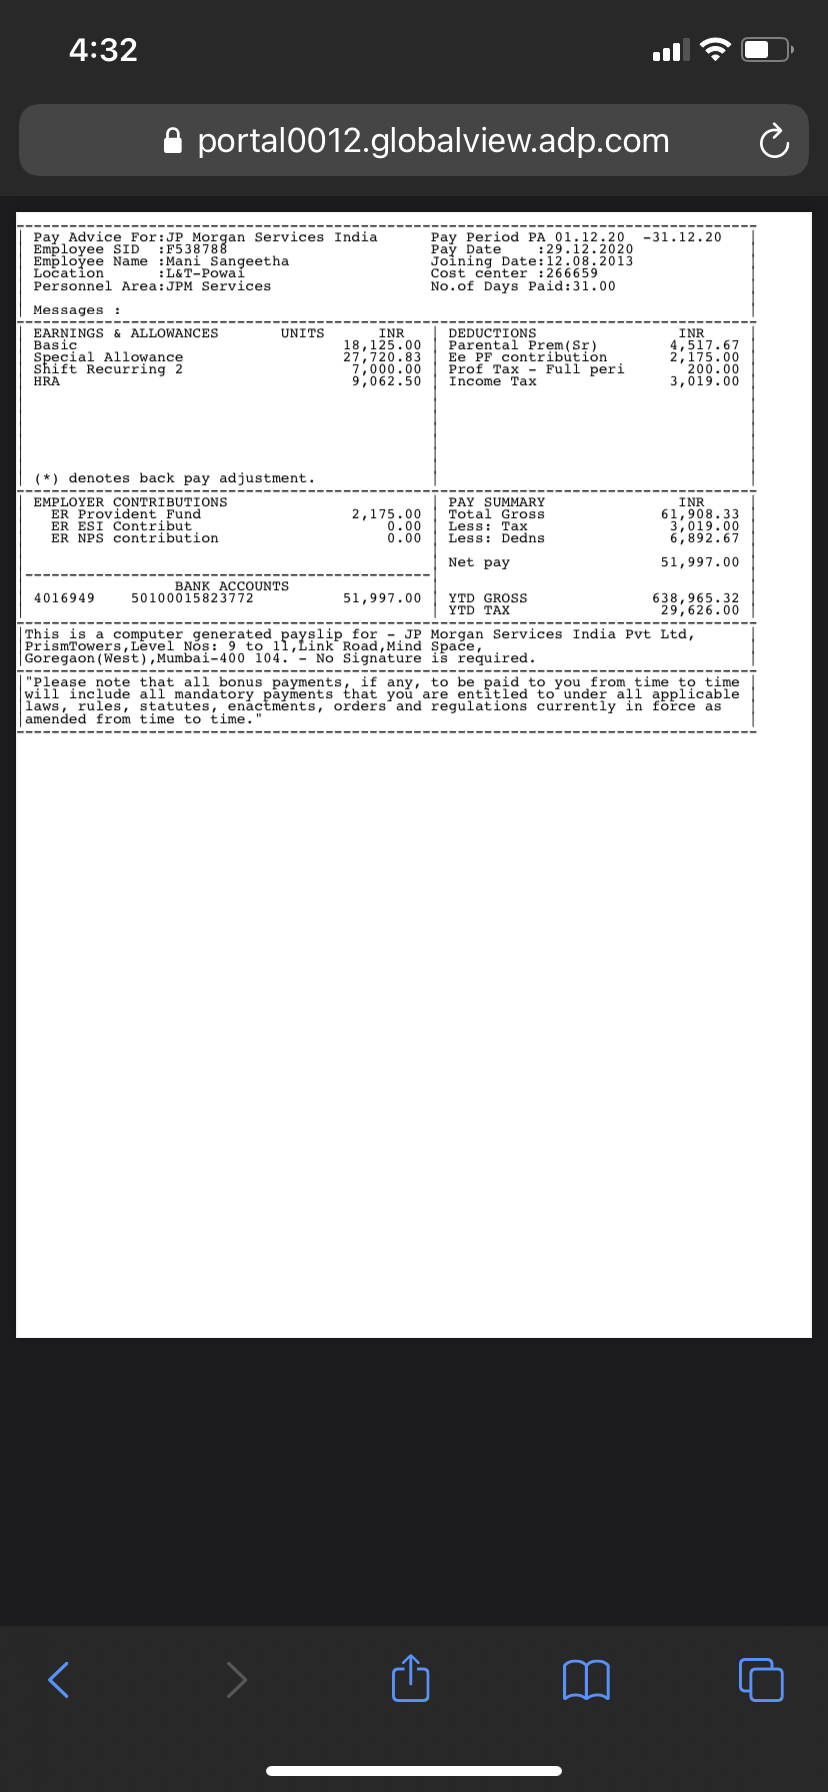 4:32
portal0012.globalview.adp.com
Pay Advice For:JP Morgan Services India Pay Period PA 01.12.20 -31.12.20
Employee SID :F538788 Pay Date :29.12.2020
Employee Name :Mani Sangeetha Joining Date:12.08.2013
Location :L&T-Powai Cost center :266659
Personnel Area:JPM Services No.of Days Paid:31.00
Messages :
EARNINGS & ALLOWANCES UNITS INR DEDUCTIONS INR
Basic 18,125.00 Parental Prem(Sr) 4,517.67
Special Allowance 27,720.83 Ee PF contribution 2,175.00
Shift Recurring 2 7,000.00 Prof Tax - Full peri 200.00
HRA 9,062.50 Income Tax 3,019.00
(*) denotes back pay adjustment.
EMPLOYER CONTRIBUTIONS PAY SUMMARY INR
ER Provident Fund 2,175.00 Total Gross 61,908.33
ER ESI Contribut 0.00 Less: Tax 3,019.00
ER NPS contribution 0.00 Less: Dedns 6,892.67
Net pay 51,997.00
BANK ACCOUNTS
4016949 50100015823772 51,997.00 YTD GROSS 638,965.32
YTD TAX 29,626.00
This is a computer generated payslip for - JP Morgan Services India Pvt Ltd,
PrismTowers,Level Nos: 9 to 11,Link Road,Mind Space,
Goregaon(West),Mumbai-400 104. - No Signature is required.
"Please note that all bonus payments, if any, to be paid to you from time to time
will include all mandatory payments that you are entitled to under all applicable
laws, rules, statutes, enactments, orders and regulations currently in force as
amended from time to time."